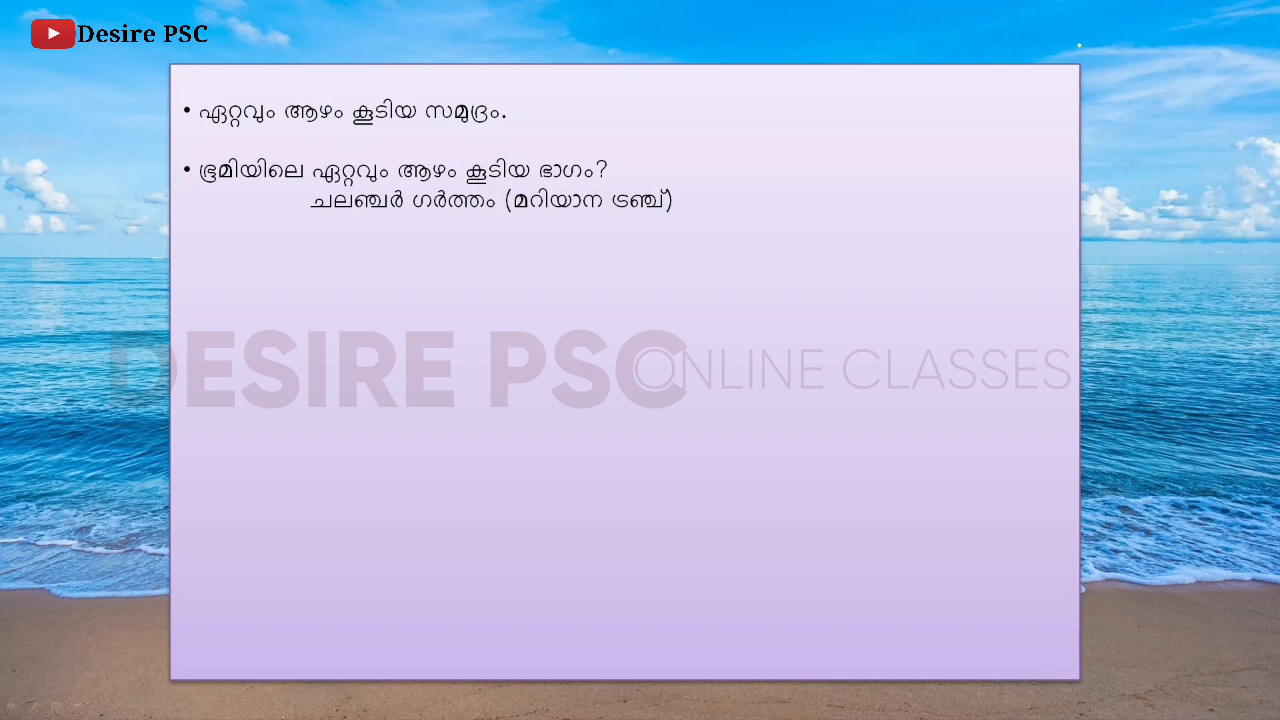 Desire PSC
• ഏറ്റവും ആഴം കൂടിയ സമുദ്രം.
• ഭൂമിയിലെ ഏറ്റവും ആഴം കൂടിയ ഭാഗം?
ചലഞ്ചർ ഗർത്തം (മറിയാന ട്രഞ്ച്)
DESIRE PSC ONLINE CLASSES